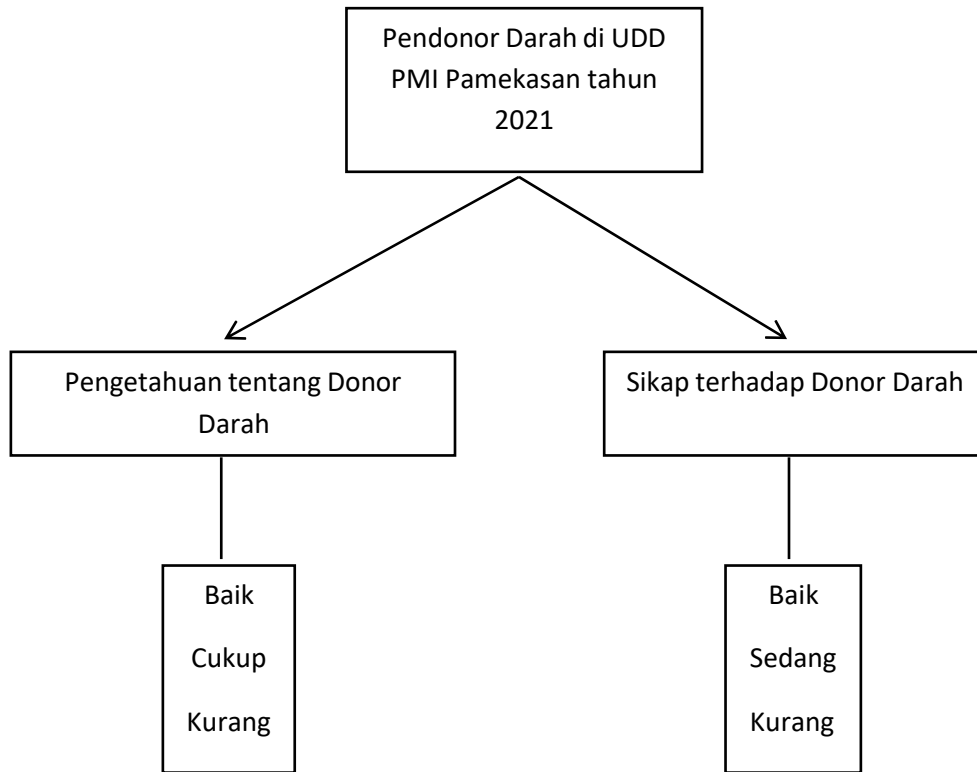 Pendonor Darah di UDD
PMI Pamekasan tahun
2021
Pengetahuan tentang Donor
Darah
Sikap terhadap Donor Darah
Baik
Cukup
Kurang
Baik
Sedang
Kurang